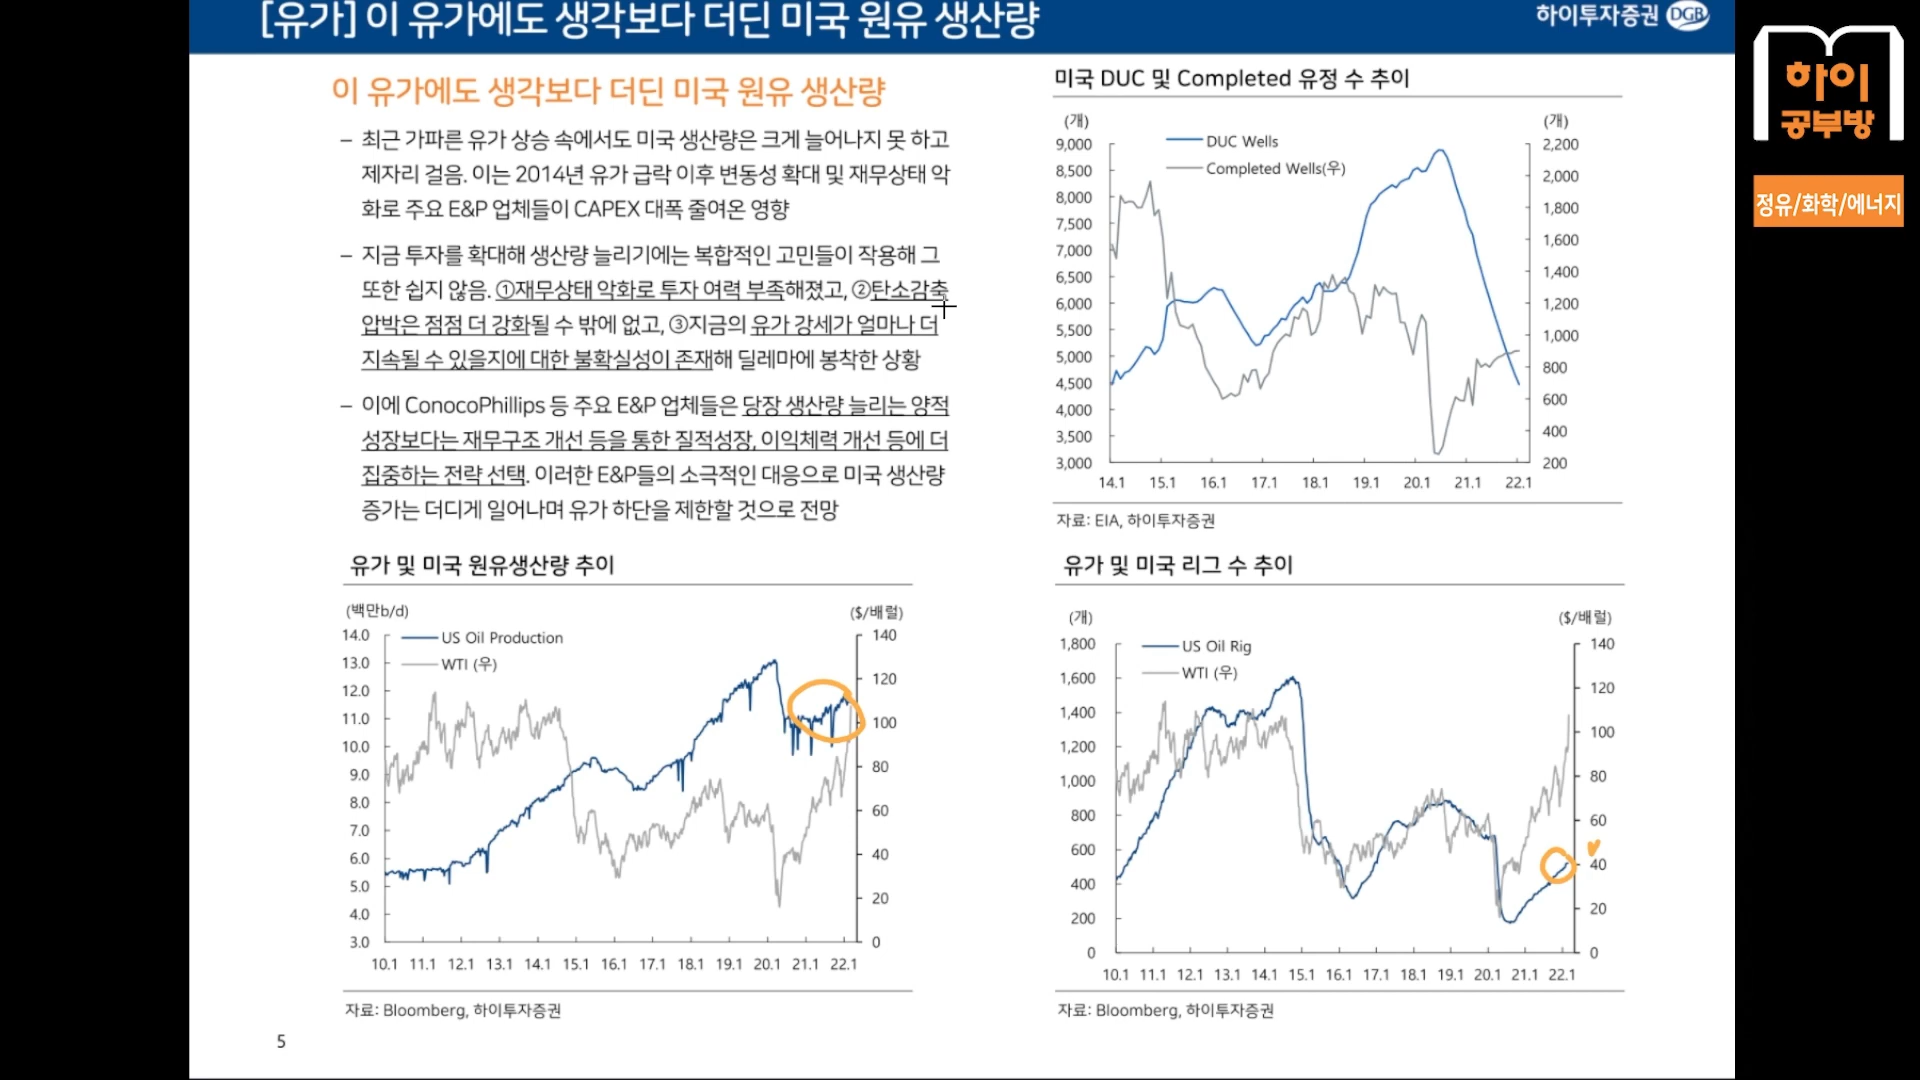 [유가] 이 유가에도 생각보다 더딘 미국 원유 생산량
하이투자증권 DGB
하이
공부방
정유/화학/에너지
이 유가에도 생각보다 더딘 미국 원유 생산량
– 최근 가파른 유가 상승 속에서도 미국 생산량은 크게 늘어나지 못 하고
제자리 걸음. 이는 2014년 유가 급락 이후 변동성 확대 및 재무상태 악
화로 주요 E&P 업체들이 CAPEX 대폭 줄여온 영향
– 지금 투자를 확대해 생산량 늘리기에는 복합적인 고민들이 작용해 그
또한 쉽지 않음. ①재무상태 악화로 투자 여력 부족해졌고, ②탄소감축
압박은 점점 더 강화될 수 밖에 없고, ③지금의 유가 강세가 얼마나 더
지속될 수 있을지에 대한 불확실성이 존재해 딜레마에 봉착한 상황
– 이에 ConocoPhillips 등 주요 E&P 업체들은 당장 생산량 늘리는 양적
성장보다는 재무구조 개선 등을 통한 질적성장, 이익체력 개선 등에 더
집중하는 전략 선택. 이러한 E&P들의 소극적인 대응으로 미국 생산량
증가는 더디게 일어나며 유가 하단을 제한할 것으로 전망
미국 DUC 및 Completed 유정 수 추이
(개) (개)
DUC Wells
Completed Wells(우)
9,000 2,200
8,500 2,000
8,000 1,800
7,500 1,600
7,000 1,400
6,500 1,200
6,000 1,000
5,500 800
5,000 600
4,500 400
4,000 200
3,500
3,000
14.1 15.1 16.1 17.1 18.1 19.1 20.1 21.1 22.1
자료: EIA, 하이투자증권
유가 및 미국 원유생산량 추이
(백만b/d) ($/배럴)
US Oil Production
WTI (우)
14.0 140
13.0 120
12.0 100
11.0 80
10.0 60
9.0 40
8.0 20
7.0 0
6.0
5.0
4.0
3.0
10.1 11.1 12.1 13.1 14.1 15.1 16.1 17.1 18.1 19.1 20.1 21.1 22.1
자료: Bloomberg, 하이투자증권
유가 및 미국 리그 수 추이
(개) ($/배럴)
US Oil Rig
WTI (우)
1,800 140
1,600 120
1,400 100
1,200 80
1,000 60
800 40
600 20
400 0
200
0
10.1 11.1 12.1 13.1 14.1 15.1 16.1 17.1 18.1 19.1 20.1 21.1 22.1
자료: Bloomberg, 하이투자증권
5